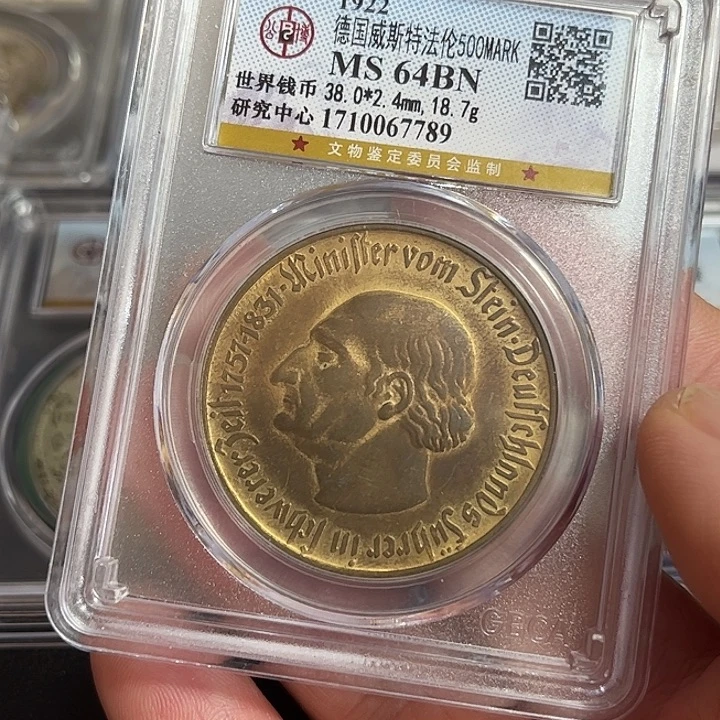 1922
德国威斯特法伦500MARK
MS 64BN
世界钱币 38.0*2.4mm,18.7g
研究中心 1710067789
★ 文物鉴定委员会监制 ★
Minister vom Stein·Deutschlands Führer in schwerer Zeit 1757-1831-
GBCA